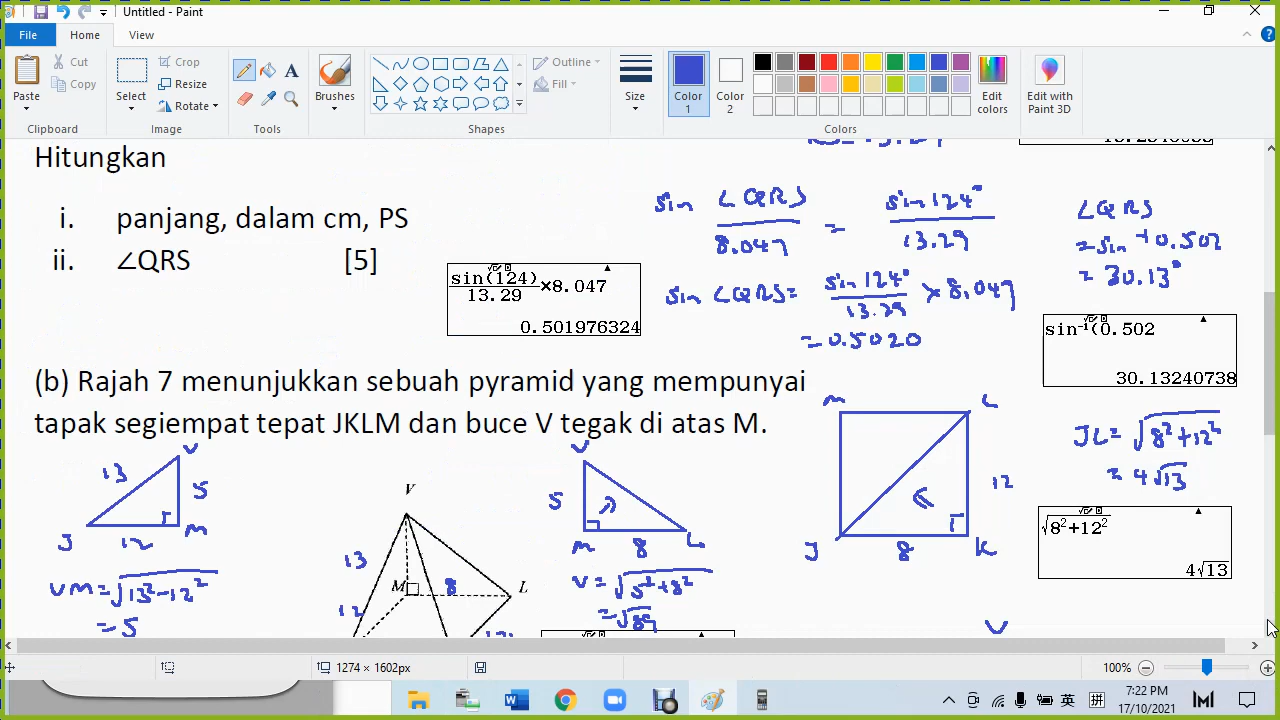 Untitled - Paint
File Home View
Paste
Cut
Copy
Clipboard
Select
Crop
Resize
Rotate
Image
A
Tools
Brushes
Outline
Fill
Shapes
Size
Color 1
Color 2
Edit colors
Colors
Edit with Paint 3D
Hitungkan
i. panjang, dalam cm, PS
ii. ∠QRS [5]
sin(124)/13.29 ×8.047
0.501976324
sin ∠QRS/8.047 = sin 124°/13.29
sin ∠QRS = sin 124°/13.29 × 8.047
= 0.5020
∠QRS
= sin⁻¹ 0.502
= 30.13°
sin⁻¹(0.502
30.13240738
(b) Rajah 7 menunjukkan sebuah pyramid yang mempunyai
tapak segiempat tepat JKLM dan buce V tegak di atas M.
V
13
5
J
12
M
VM = √13²-12²
= 5
V
13
M
8
L
12
V
5
M
8
L
V = √5²+8²
= √89
M
L
12
J
8
K
JL = √8²+12²
= 4√13
√8²+12²
4√13
V
100%
1274 × 1602px
7:22 PM
17/10/2021
英
拼